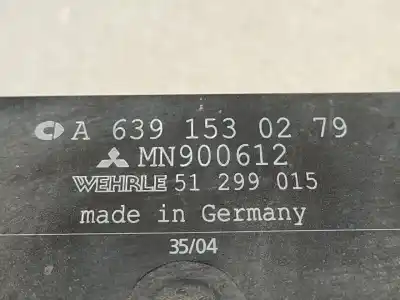 A 639 153 02 79
MN900612
WEHRLE 51 299 015
made in Germany
35/04